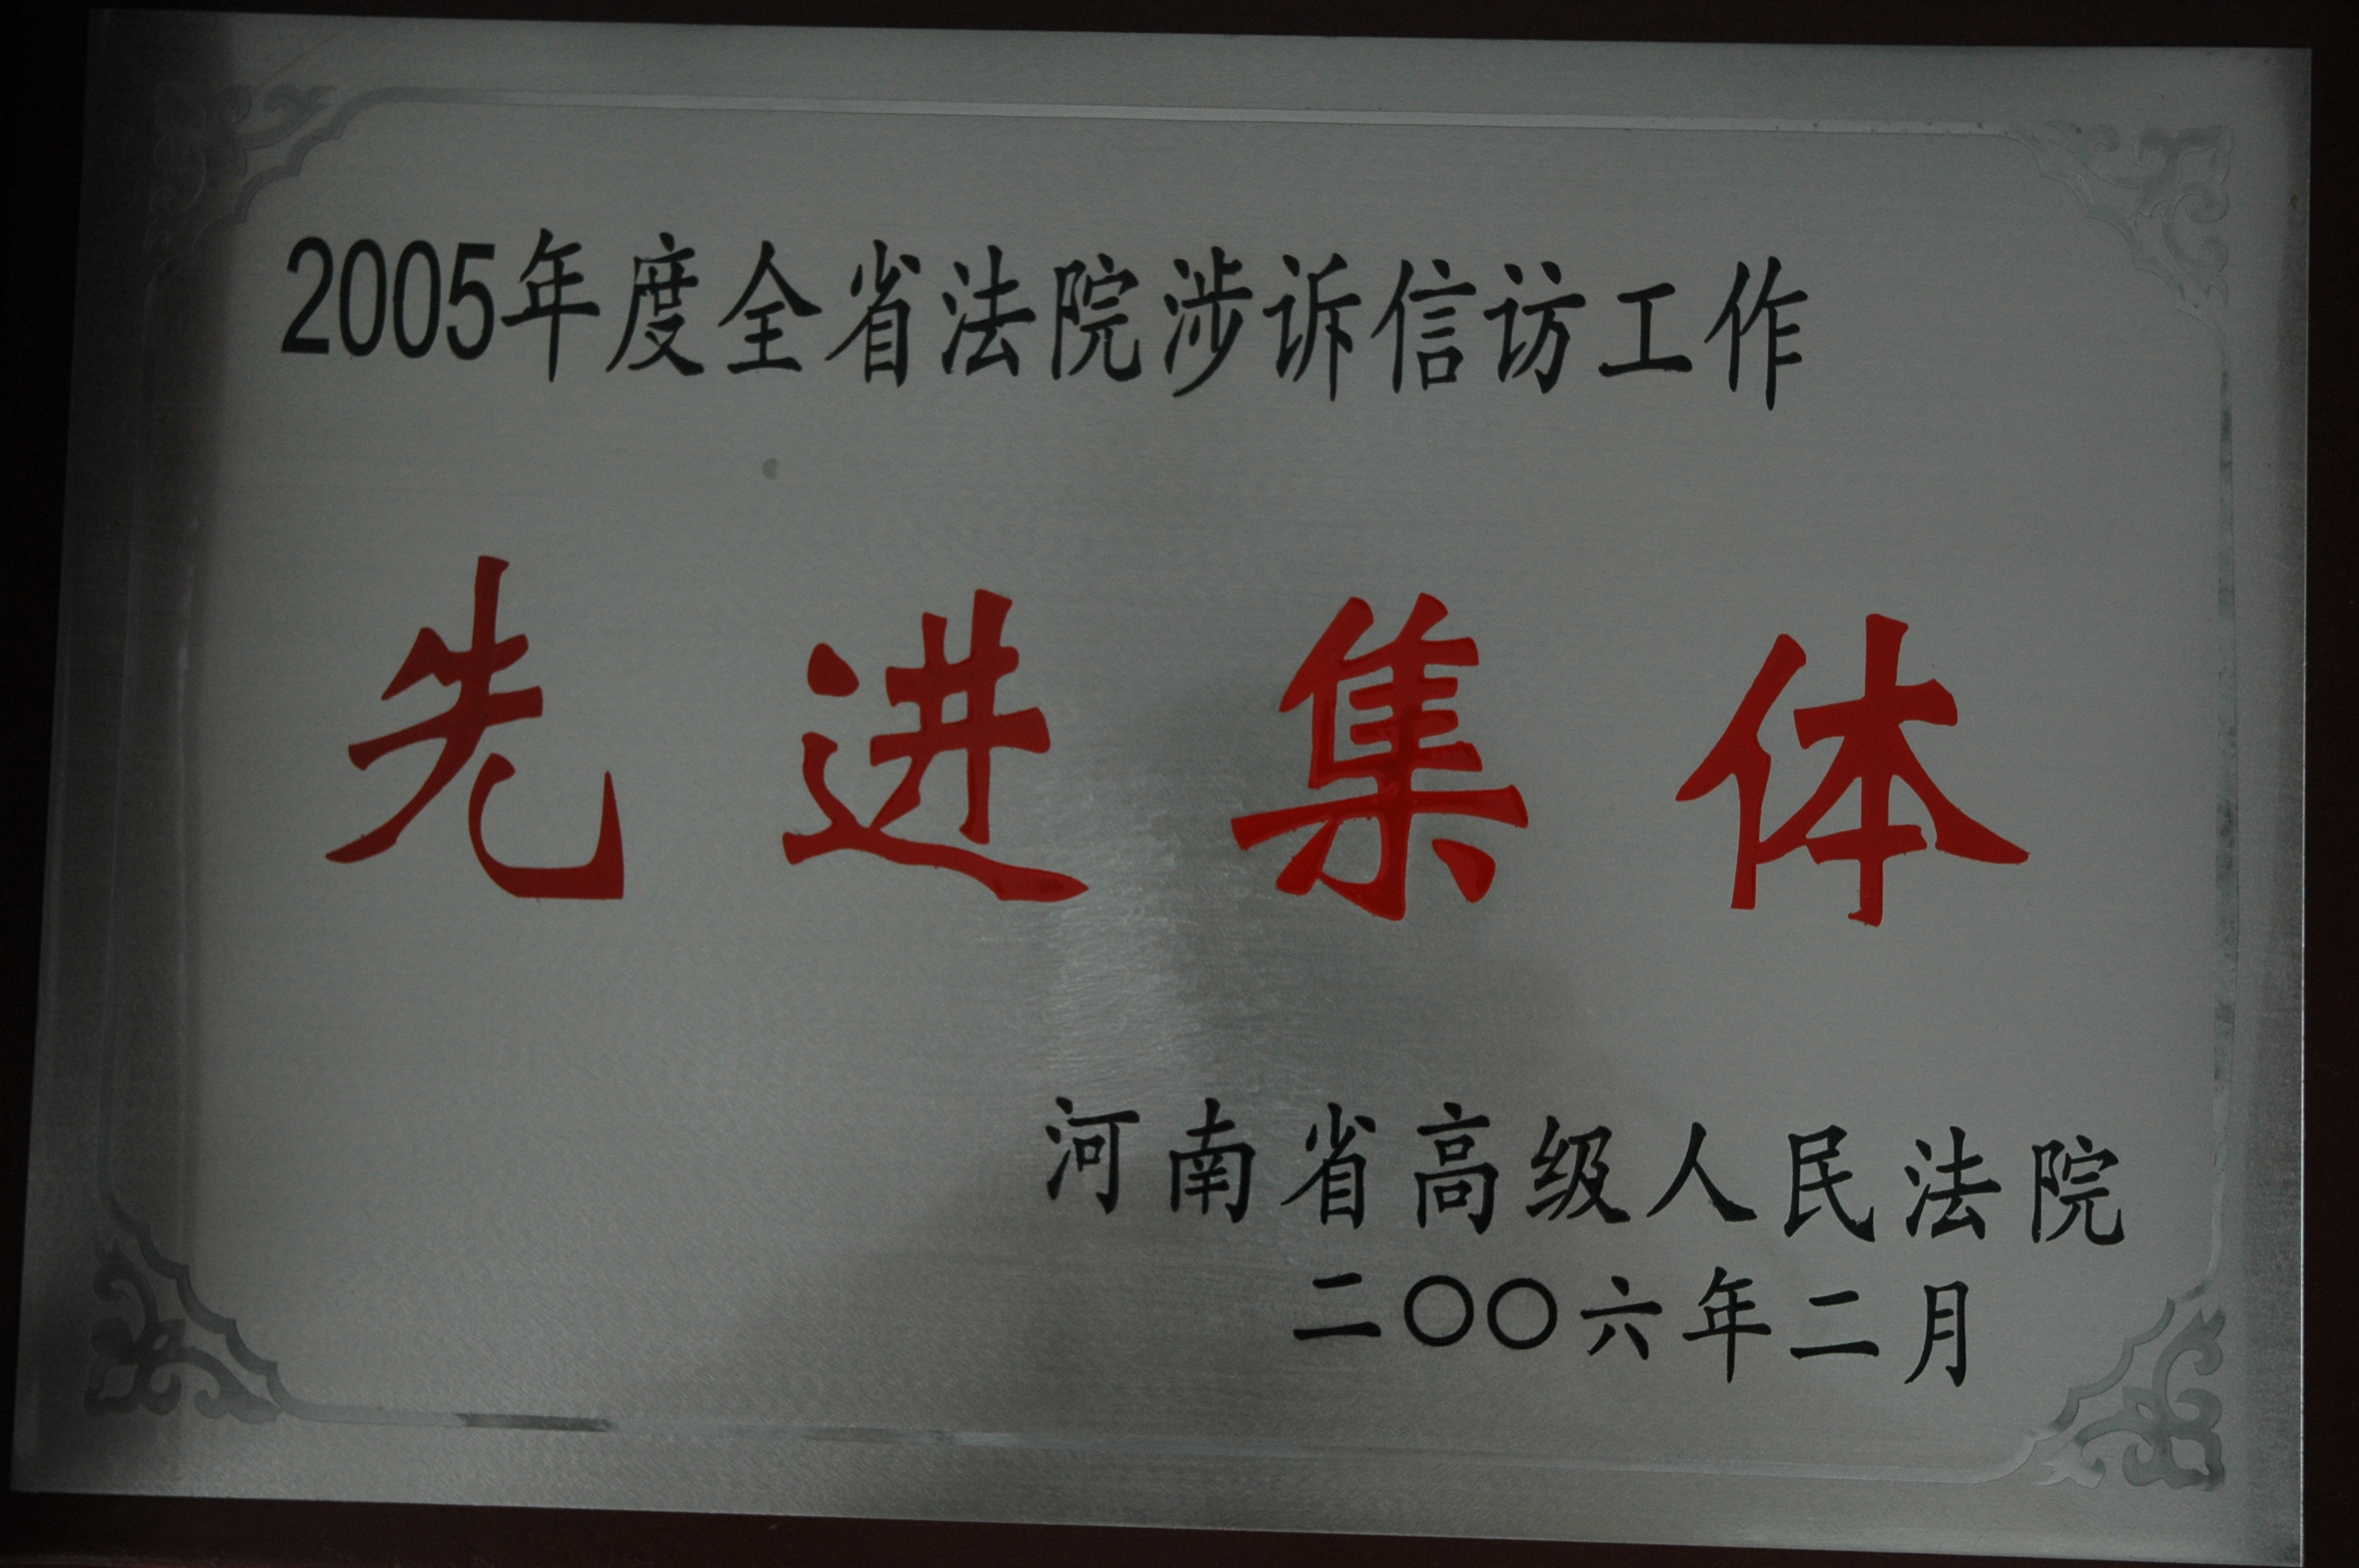 2005年度全省法院涉诉信访工作
先进集体
河南省高级人民法院
二〇〇六年二月